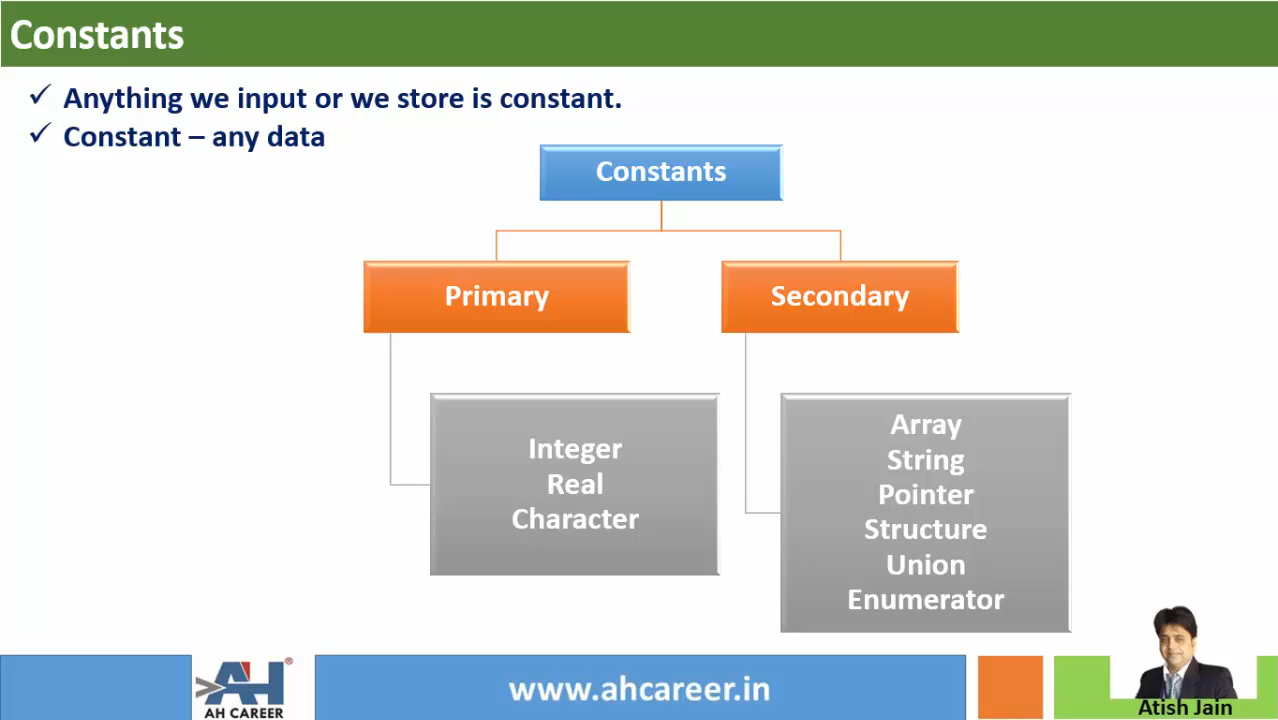 Constants
Anything we input or we store is constant.
Constant – any data
Constants
Primary
Secondary
Integer
Real
Character
Array
String
Pointer
Structure
Union
Enumerator
AH
®
AH CAREER
www.ahcareer.in
Atish Jain